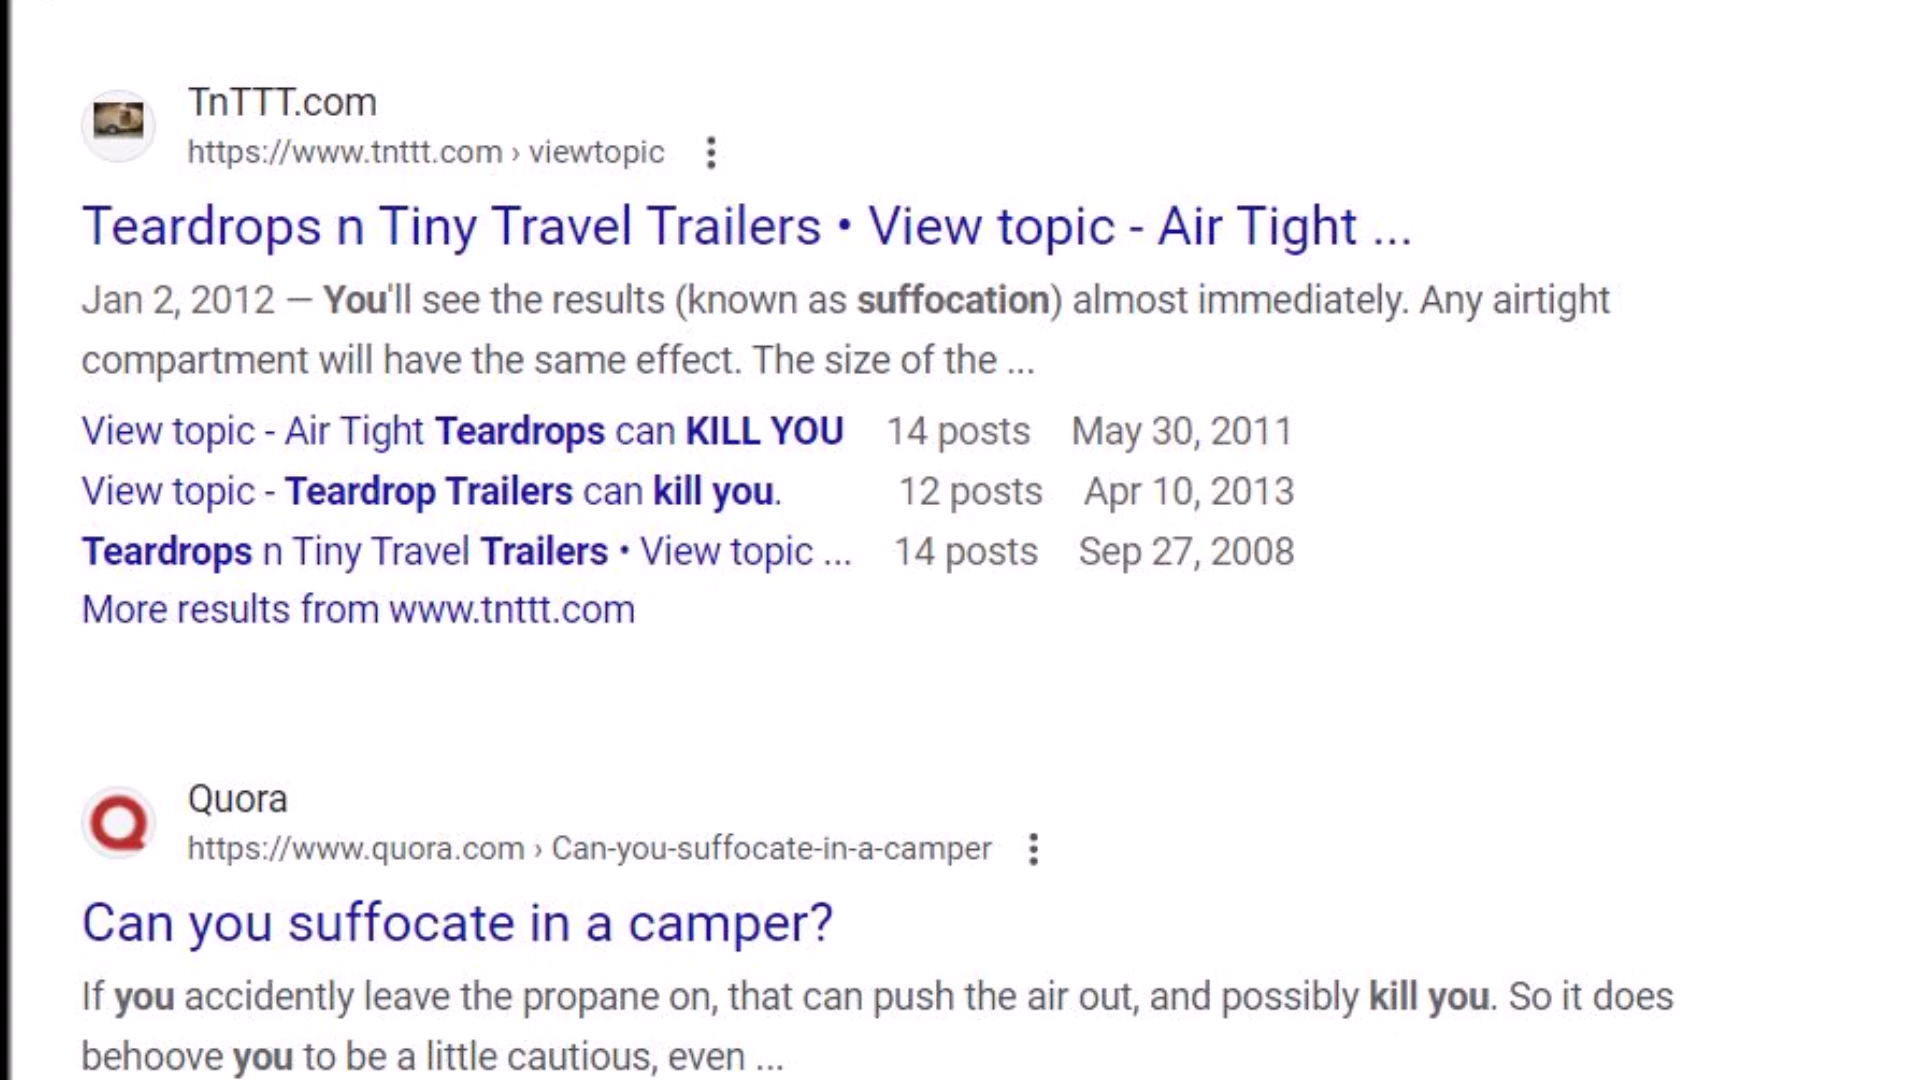 TnTTT.com
https://www.tnttt.com › viewtopic
Teardrops n Tiny Travel Trailers • View topic - Air Tight ...
Jan 2, 2012 — You'll see the results (known as suffocation) almost immediately. Any airtight
compartment will have the same effect. The size of the ...
View topic - Air Tight Teardrops can KILL YOU 14 posts May 30, 2011
View topic - Teardrop Trailers can kill you. 12 posts Apr 10, 2013
Teardrops n Tiny Travel Trailers • View topic ... 14 posts Sep 27, 2008
More results from www.tnttt.com
Quora
https://www.quora.com › Can-you-suffocate-in-a-camper
Can you suffocate in a camper?
If you accidently leave the propane on, that can push the air out, and possibly kill you. So it does
behoove you to be a little cautious, even ...